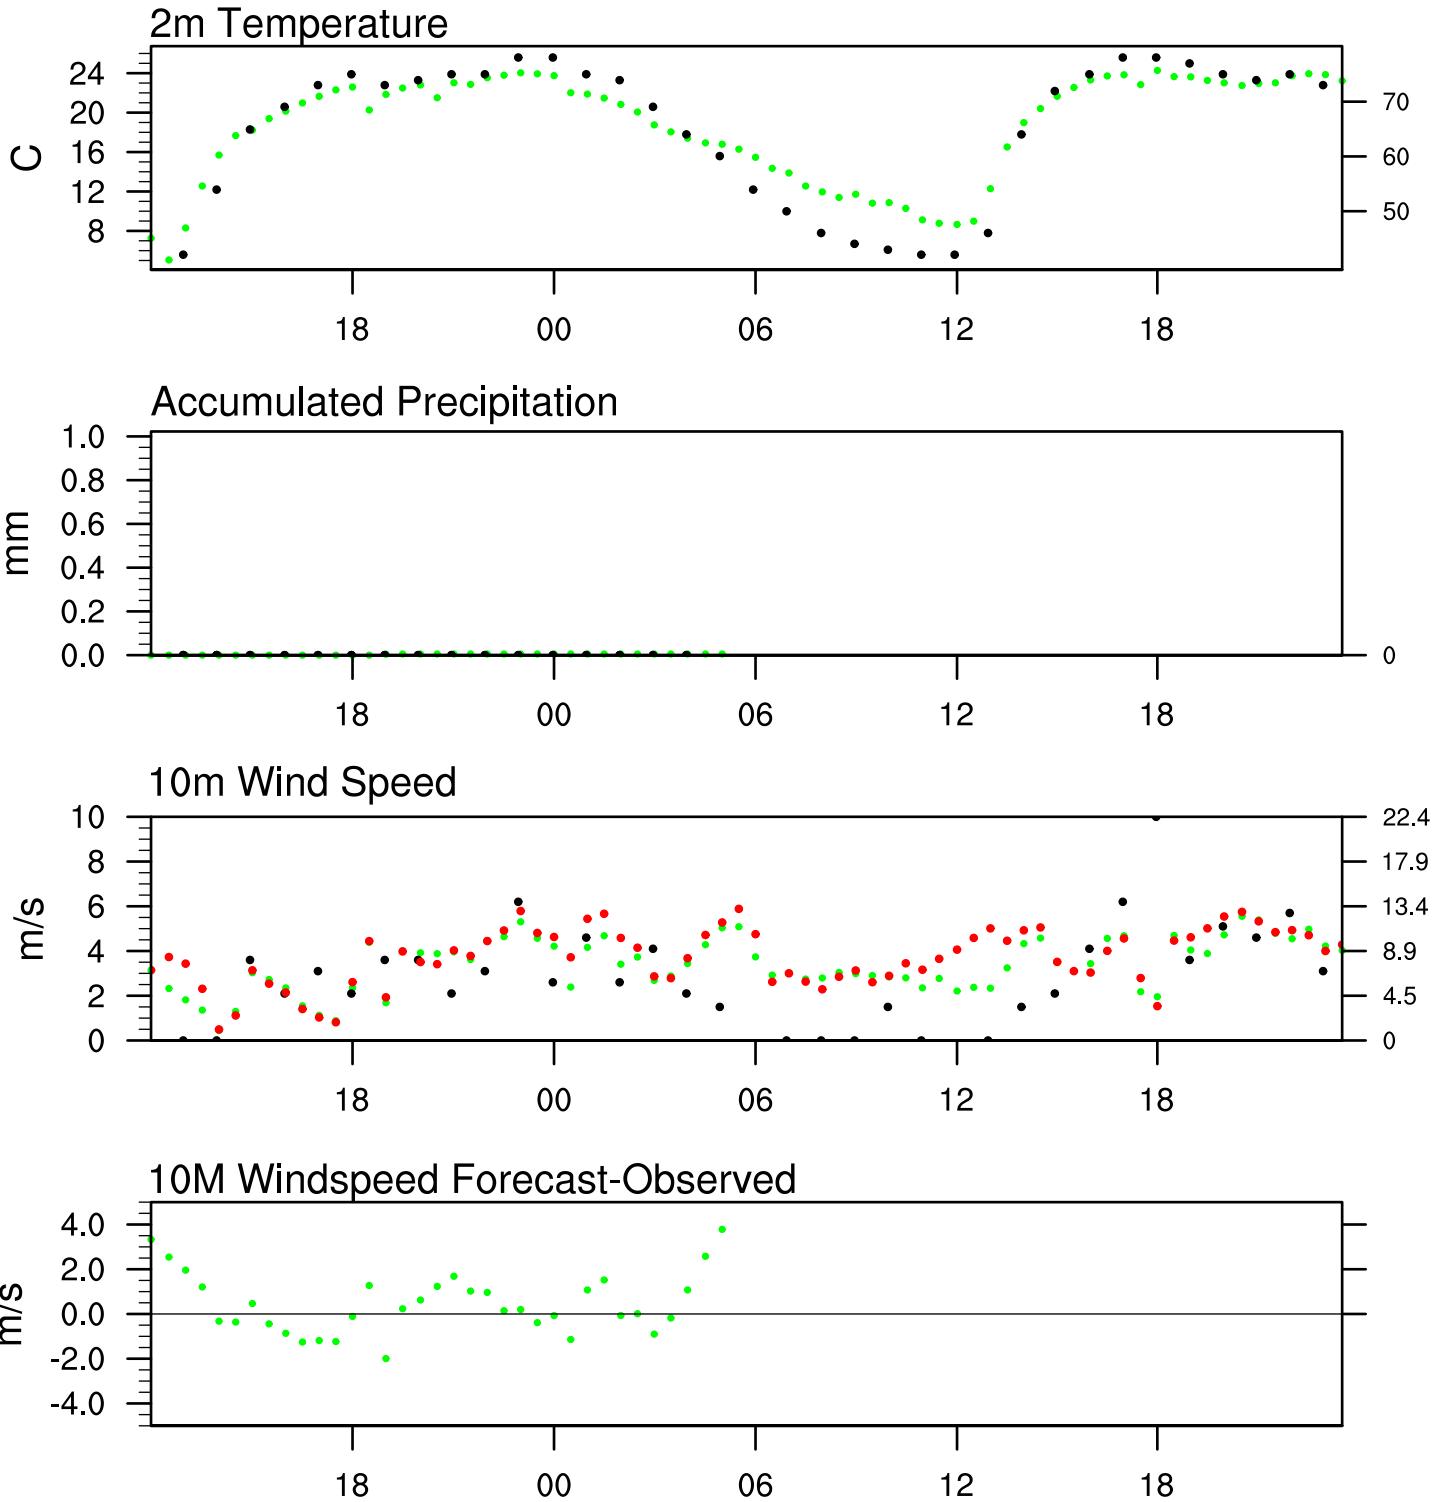 2m Temperature
C
24
20
16
12
8
70
60
50
18 00 06 12 18
Accumulated Precipitation
mm
1.0
0.8
0.6
0.4
0.2
0.0
0
18 00 06 12 18
10m Wind Speed
m/s
10
8
6
4
2
0
22.4
17.9
13.4
8.9
4.5
0
18 00 06 12 18
10M Windspeed Forecast-Observed
m/s
4.0
2.0
0.0
-2.0
-4.0
18 00 06 12 18